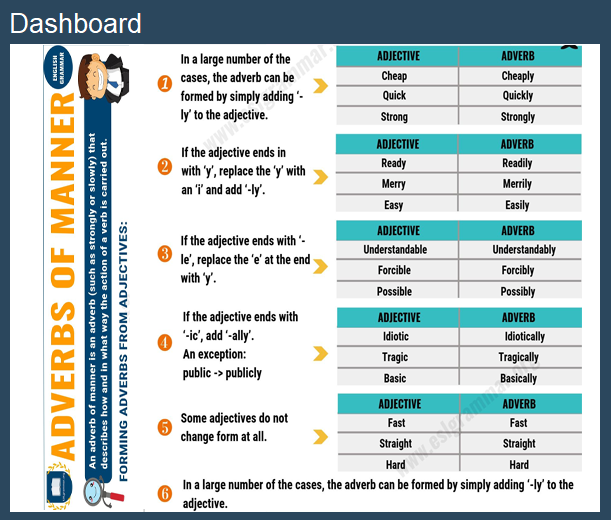 Dashboard
ENGLISH
GRAMMAR
ADVERBS OF MANNER
An adverb of manner is an adverb (such as strongly or slowly) that
describes how and in what way the action of a verb is carried out.
FORMING ADVERBS FROM ADJECTIVES:
1
In a large number of the
cases, the adverb can be
formed by simply adding ‘-
ly’ to the adjective.
ADJECTIVE ADVERB
Cheap Cheaply
Quick Quickly
Strong Strongly
2
If the adjective ends in
with ‘y’, replace the ‘y’ with
an ‘i’ and add ‘-ly’.
ADJECTIVE ADVERB
Ready Readily
Merry Merrily
Easy Easily
3
If the adjective ends with ‘-
le’, replace the ‘e’ at the end
with ‘y’.
ADJECTIVE ADVERB
Understandable Understandably
Forcible Forcibly
Possible Possibly
4
If the adjective ends with
‘-ic’, add ‘-ally’.
An exception:
public -> publicly
ADJECTIVE ADVERB
Idiotic Idiotically
Tragic Tragically
Basic Basically
5
Some adjectives do not
change form at all.
ADJECTIVE ADVERB
Fast Fast
Straight Straight
Hard Hard
6
In a large number of the cases, the adverb can be formed by simply adding ‘-ly’ to the
adjective.